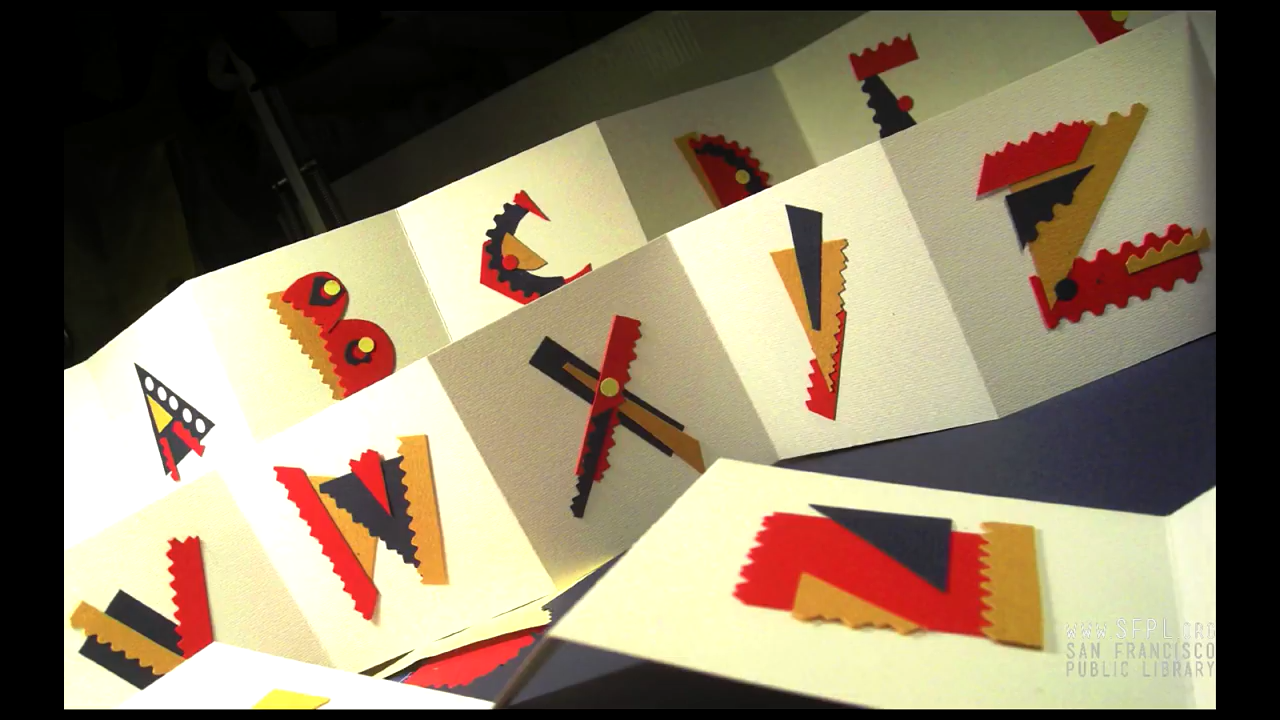 A B C D
V W X Y Z
N
WWW.SFPL.ORG
SAN FRANCISCO
PUBLIC LIBRARY